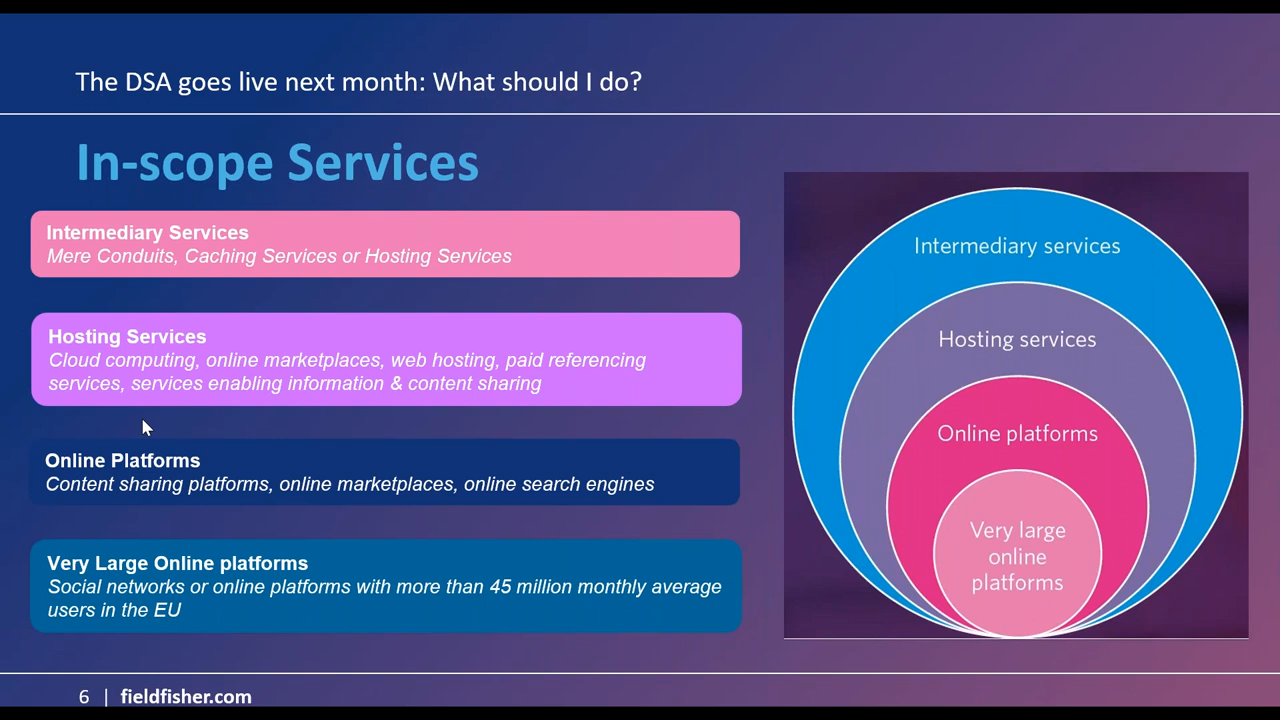 The DSA goes live next month: What should I do?
In-scope Services
Intermediary Services
Mere Conduits, Caching Services or Hosting Services
Hosting Services
Cloud computing, online marketplaces, web hosting, paid referencing
services, services enabling information & content sharing
Online Platforms
Content sharing platforms, online marketplaces, online search engines
Very Large Online platforms
Social networks or online platforms with more than 45 million monthly average
users in the EU
Intermediary services
Hosting services
Online platforms
Very large
online
platforms
6 | fieldfisher.com